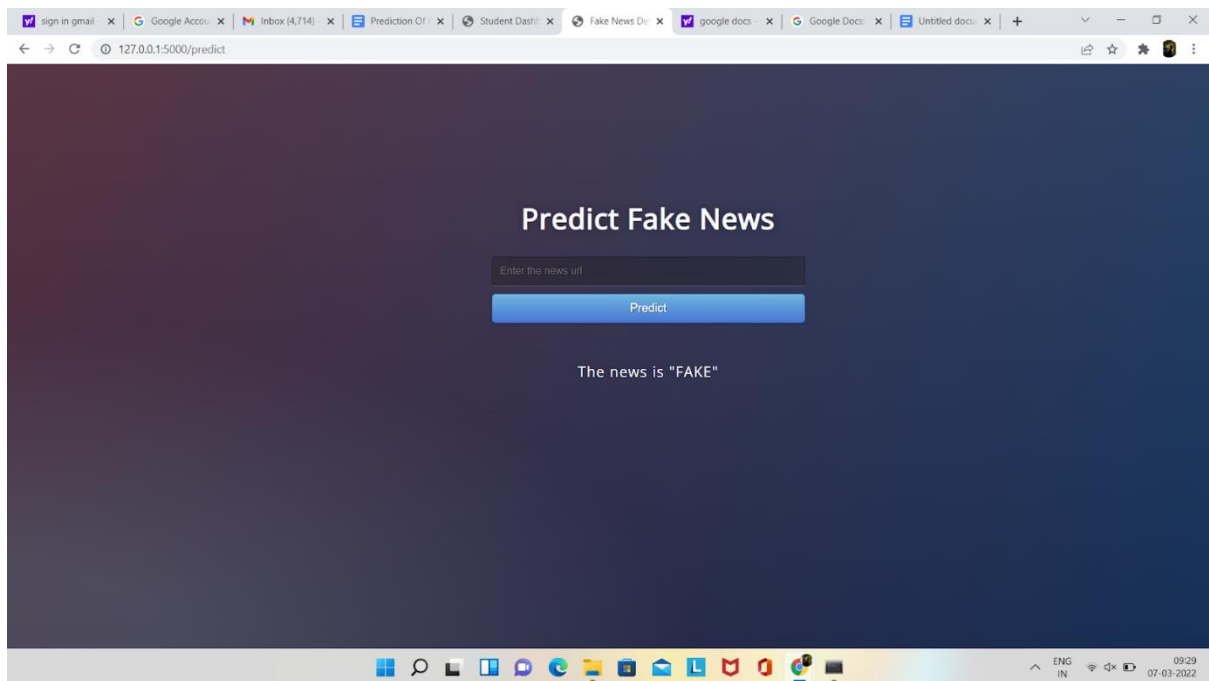 sign in gmail -
Google Accou
Inbox (4,714) -
Prediction Of
Student Dashb
Fake News De
google docs -
Google Docs:
Untitled docu
127.0.0.1:5000/predict
Predict Fake News
Enter the news url
Predict
The news is "FAKE"
ENG
IN
09:29
07-03-2022